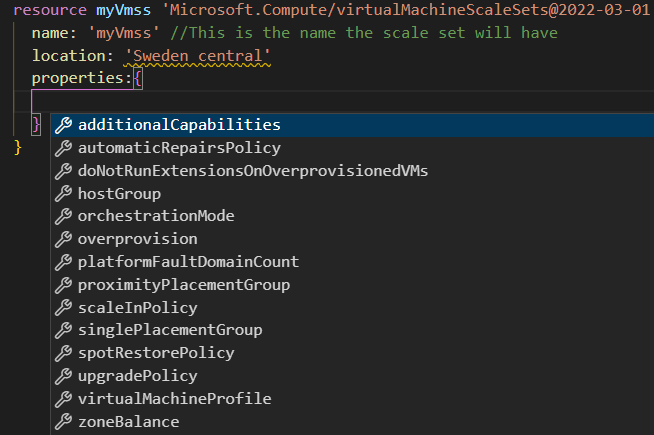 resource myVmss 'Microsoft.Compute/virtualMachineScaleSets@2022-03-01
name: 'myVmss' //This is the name the scale set will have
location: 'Sweden central'
properties:{
}
additionalCapabilities
automaticRepairsPolicy
doNotRunExtensionsOnOverprovisionedVMs
hostGroup
orchestrationMode
overprovision
platformFaultDomainCount
proximityPlacementGroup
scaleInPolicy
singlePlacementGroup
spotRestorePolicy
upgradePolicy
virtualMachineProfile
zoneBalance
}